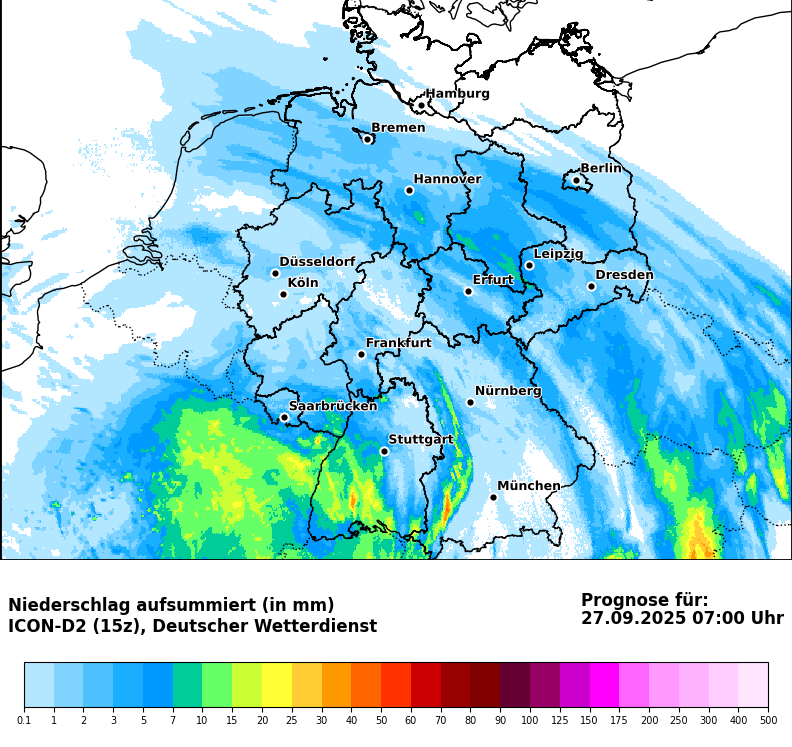 Hamburg
Bremen
Berlin
Hannover
Düsseldorf
Leipzig
Köln
Erfurt
Dresden
Frankfurt
Nürnberg
Saarbrücken
Stuttgart
München
Niederschlag aufsummiert (in mm)
ICON-D2 (15z), Deutscher Wetterdienst
Prognose für:
27.09.2025 07:00 Uhr
0.1 1 2 3 5 7 10 15 20 25 30 40 50 60 70 80 90 100 125 150 175 200 250 300 400 500